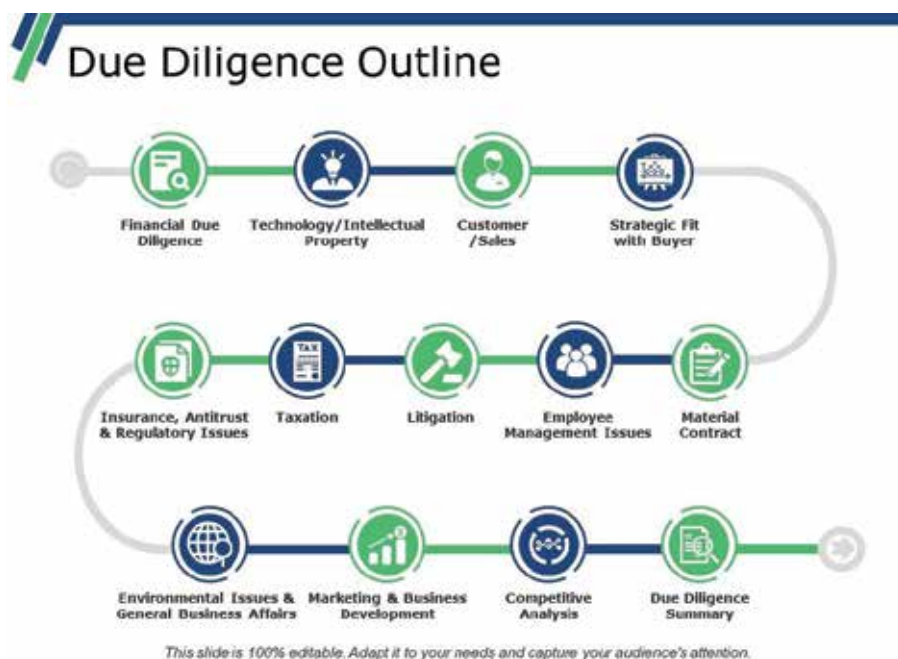 Due Diligence Outline
Financial Due
Diligence
Technology/Intellectual
Property
Customer
/Sales
Strategic Fit
with Buyer
Insurance, Antitrust
& Regulatory Issues
TAX
Taxation
Litigation
Employee
Management Issues
Material
Contract
Environmental Issues &
General Business Affairs
Marketing & Business
Development
Competitive
Analysis
Due Diligence
Summary
This slide is 100% editable. Adapt it to your needs and capture your audience's attention.